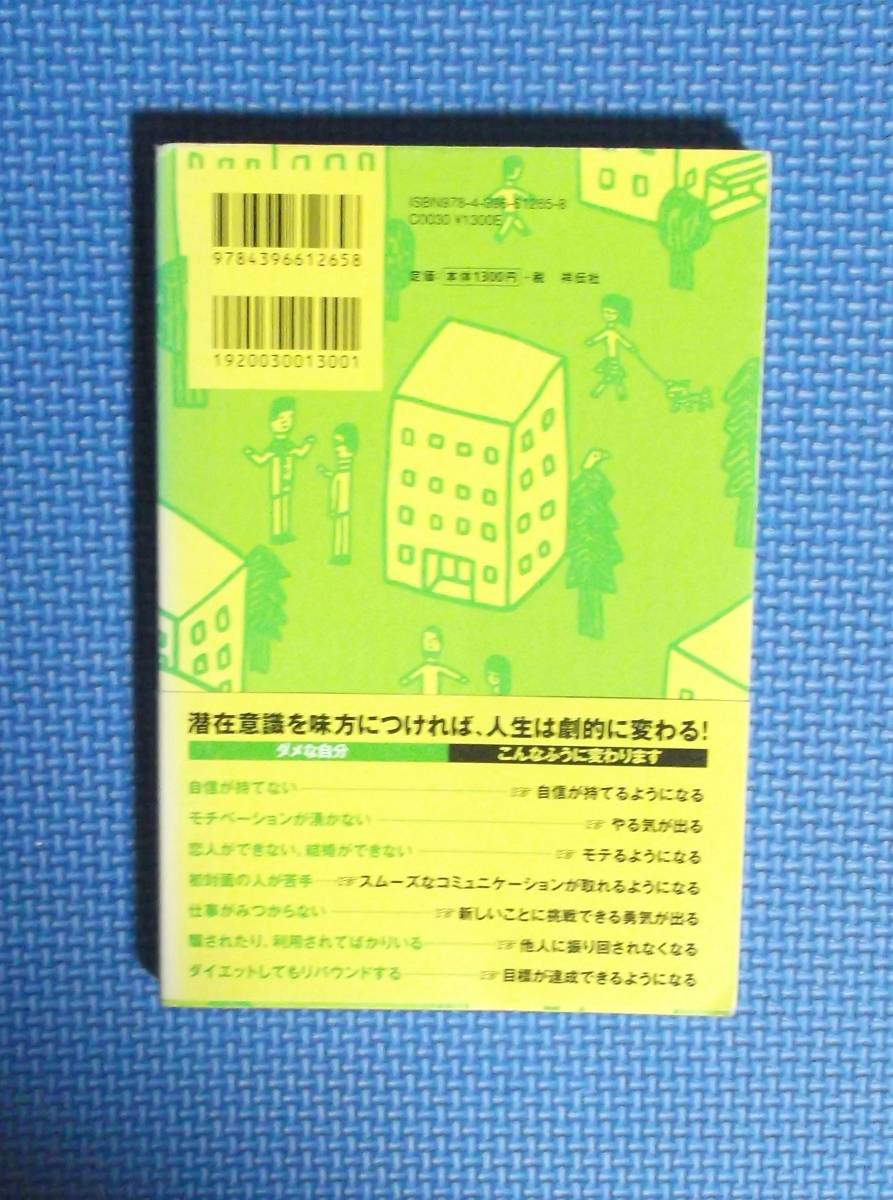 9784396612658
1920030013001
ISBN978-4-396-61265-8
C0030 ¥1300E
定価:本体1300円+税 祥伝社
潜在意識を味方につければ、人生は劇的に変わる!
ダメな自分 こんなふうに変わります
自信が持てない ☞ 自信が持てるようになる
モチベーションが湧かない ☞ やる気が出る
恋人ができない、結婚ができない ☞ モテるようになる
初対面の人が苦手 ☞ スムーズなコミュニケーションが取れるようになる
仕事がみつからない ☞ 新しいことに挑戦できる勇気が出る
騙されたり、利用されてばかりいる ☞ 他人に振り回されなくなる
ダイエットしてもリバウンドする ☞ 目標が達成できるようになる